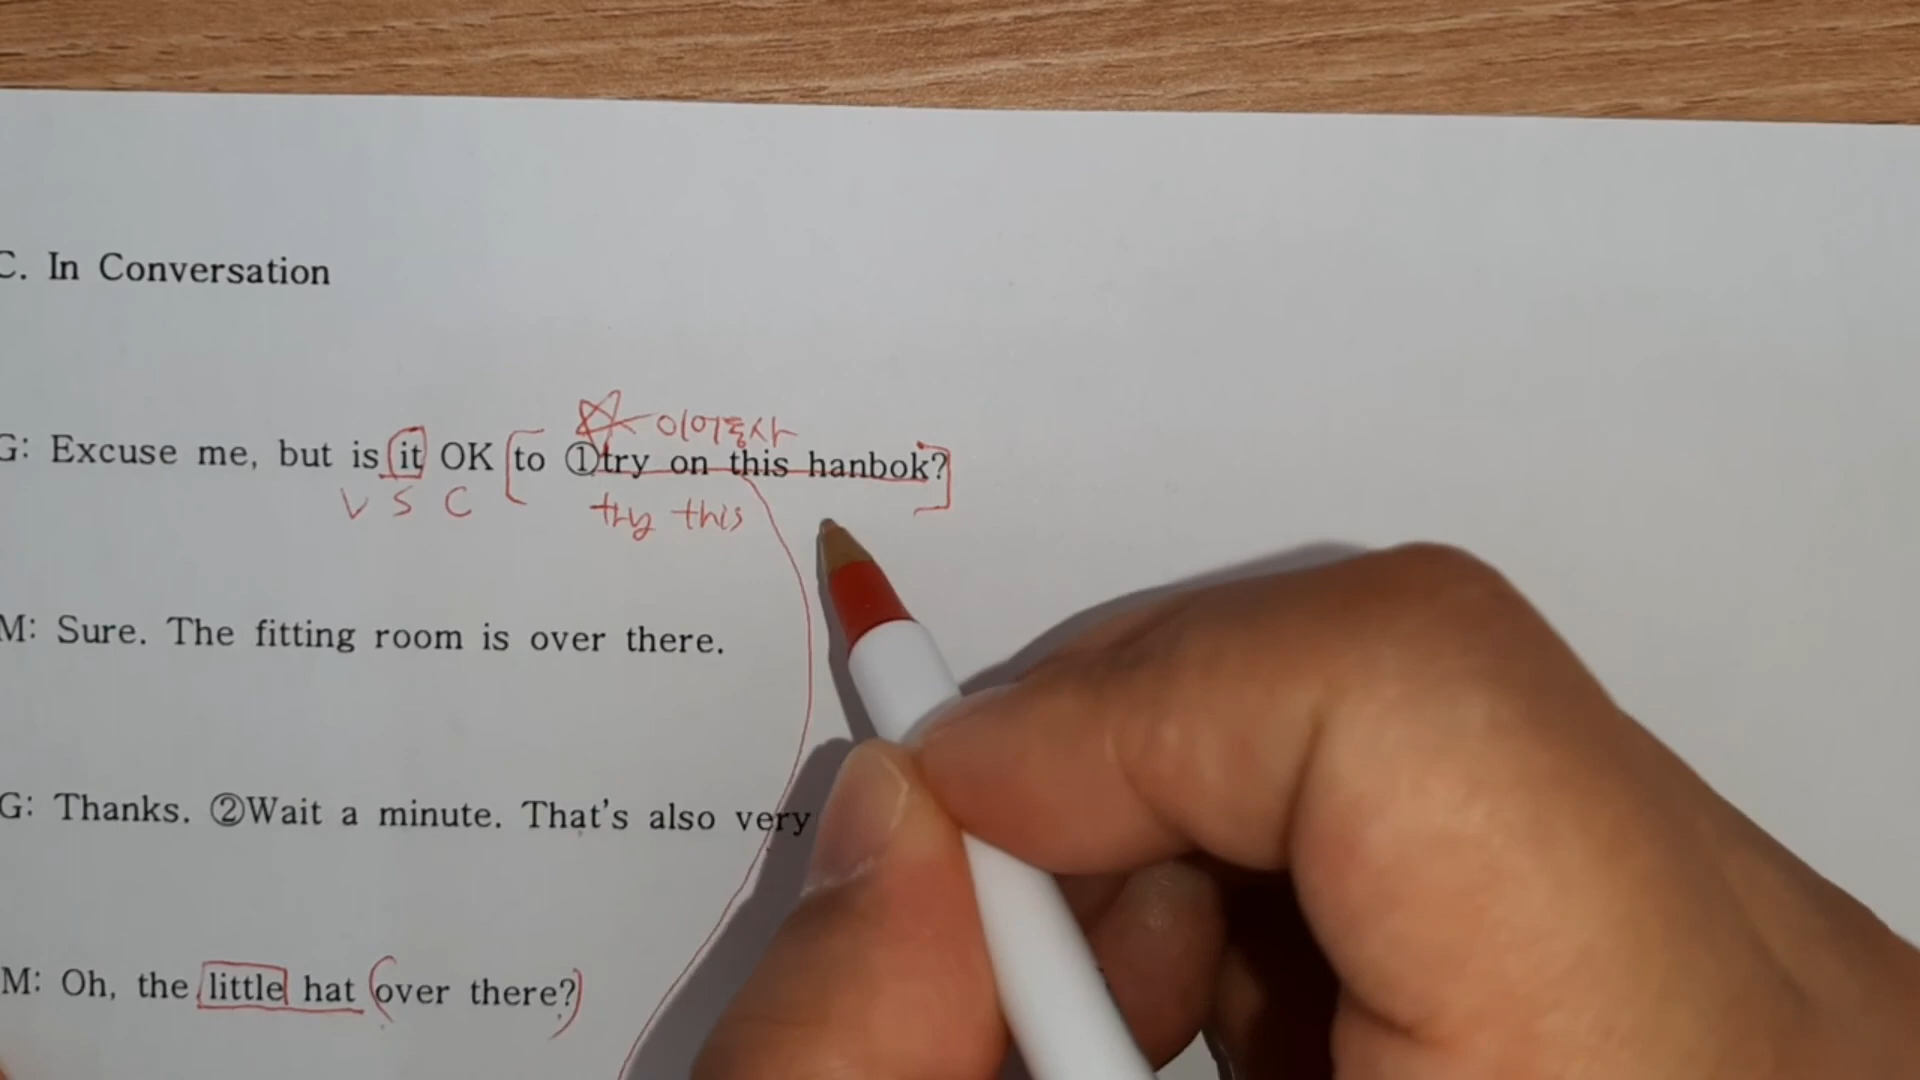 C. In Conversation
이어동사
G: Excuse me, but is it OK to ①try on this hanbok?
V S C try this
M: Sure. The fitting room is over there.
G: Thanks. ②Wait a minute. That's also very
M: Oh, the little hat over there?